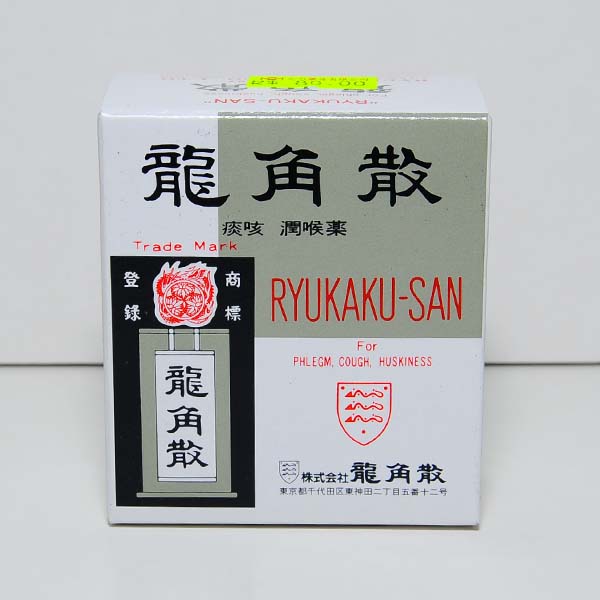 "RYUKAKU-SAN"
龍角散
痰咳 潤喉薬
Trade Mark
登錄
商標
龍角散
RYUKAKU-SAN
For
PHLEGM, COUGH, HUSKINESS
株式会社 龍角散
東京都千代田区東神田二丁目五番十二号